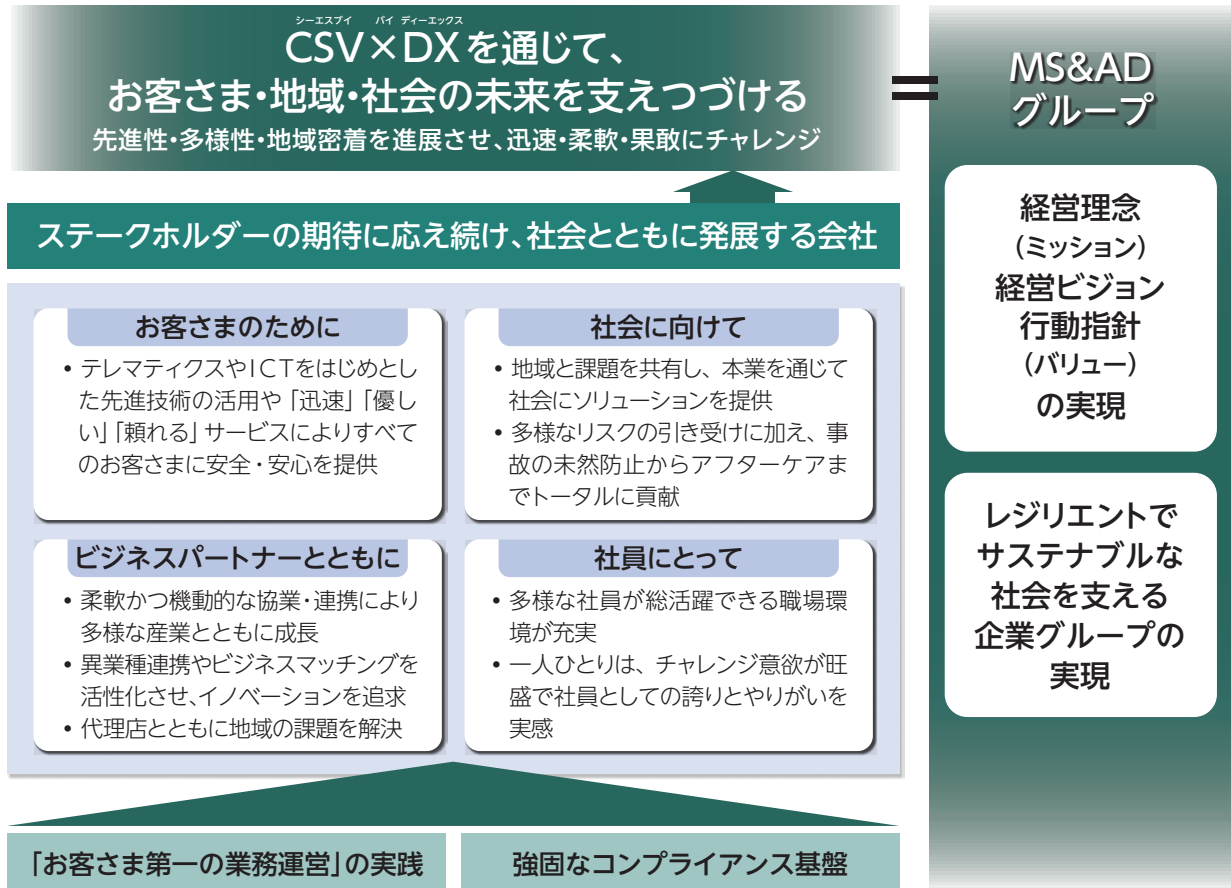 シーエスブイ バイ ディーエックス
CSV×DXを通じて、
お客さま・地域・社会の未来を支えつづける
先進性・多様性・地域密着を進展させ、迅速・柔軟・果敢にチャレンジ
ステークホルダーの期待に応え続け、社会とともに発展する会社
お客さまのために
• テレマティクスやICTをはじめとし
た先進技術の活用や「迅速」「優し
い」「頼れる」サービスによりすべて
のお客さまに安全・安心を提供
社会に向けて
• 地域と課題を共有し、本業を通じて
社会にソリューションを提供
• 多様なリスクの引き受けに加え、事
故の未然防止からアフターケアま
でトータルに貢献
ビジネスパートナーとともに
• 柔軟かつ機動的な協業・連携により
多様な産業とともに成長
• 異業種連携やビジネスマッチングを
活性化させ、イノベーションを追求
• 代理店とともに地域の課題を解決
社員にとって
• 多様な社員が総活躍できる職場環
境が充実
• 一人ひとりは、チャレンジ意欲が旺
盛で社員としての誇りとやりがいを
実感
「お客さま第一の業務運営」の実践
強固なコンプライアンス基盤
=
MS&AD
グループ
経営理念
(ミッション)
経営ビジョン
行動指針
(バリュー)
の実現
レジリエントで
サステナブルな
社会を支える
企業グループの
実現